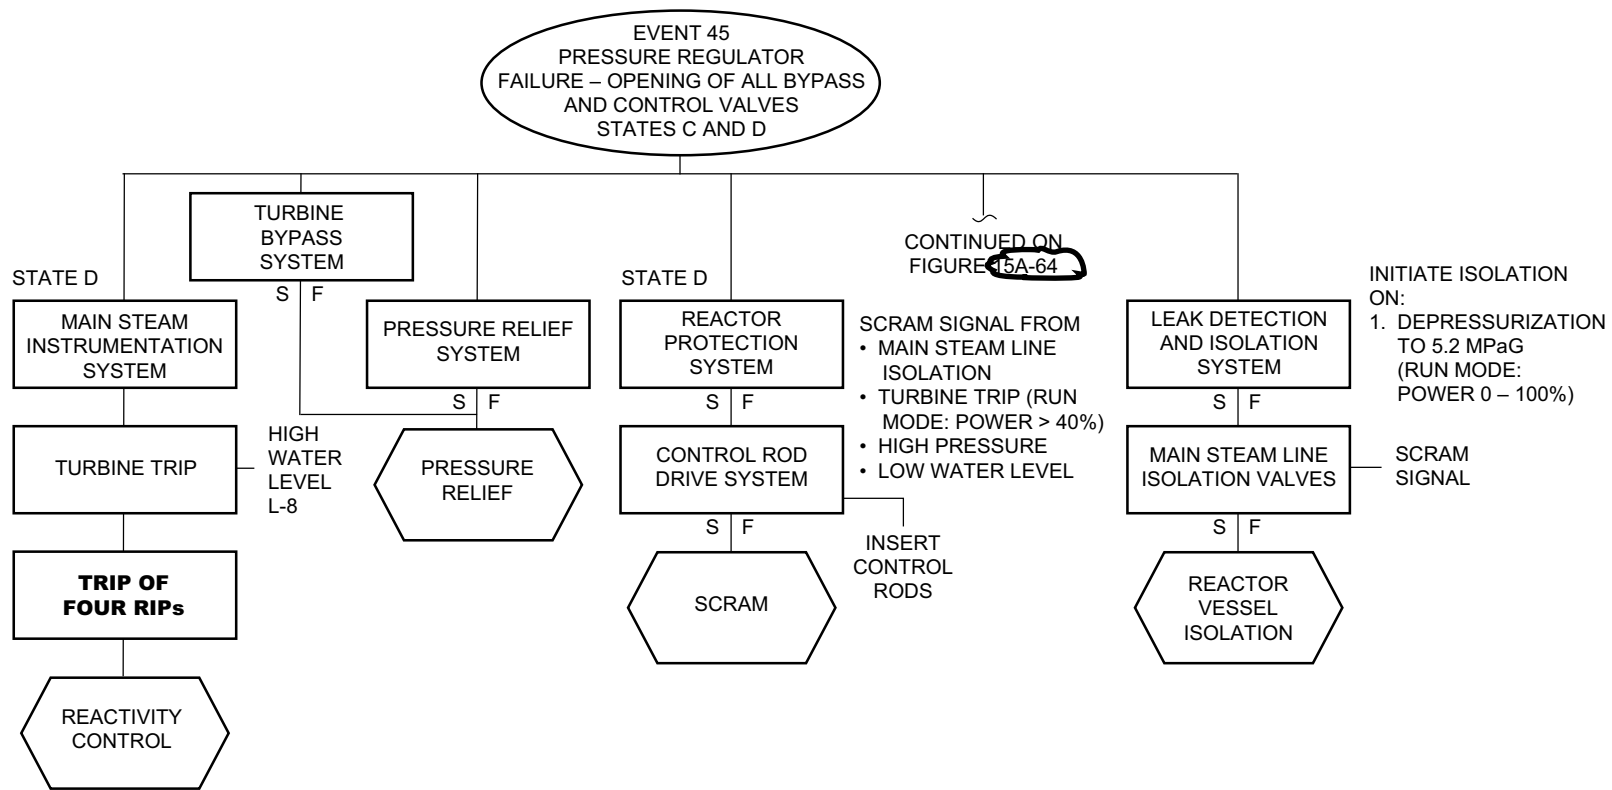 EVENT 45
PRESSURE REGULATOR
FAILURE – OPENING OF ALL BYPASS
AND CONTROL VALVES
STATES C AND D
TURBINE
BYPASS
SYSTEM
S F
STATE D
MAIN STEAM
INSTRUMENTATION
SYSTEM
TURBINE TRIP
HIGH
WATER
LEVEL
L-8
TRIP OF
FOUR RIPs
REACTIVITY
CONTROL
PRESSURE RELIEF
SYSTEM
S F
PRESSURE
RELIEF
STATE D
REACTOR
PROTECTION
SYSTEM
S F
CONTROL ROD
DRIVE SYSTEM
S F
SCRAM
INSERT
CONTROL
RODS
CONTINUED ON
FIGURE 15A-64
SCRAM SIGNAL FROM
• MAIN STEAM LINE
ISOLATION
• TURBINE TRIP (RUN
MODE: POWER > 40%)
• HIGH PRESSURE
• LOW WATER LEVEL
LEAK DETECTION
AND ISOLATION
SYSTEM
S F
MAIN STEAM LINE
ISOLATION VALVES
S F
REACTOR
VESSEL
ISOLATION
INITIATE ISOLATION
ON:
1. DEPRESSURIZATION
TO 5.2 MPaG
(RUN MODE:
POWER 0 – 100%)
SCRAM
SIGNAL